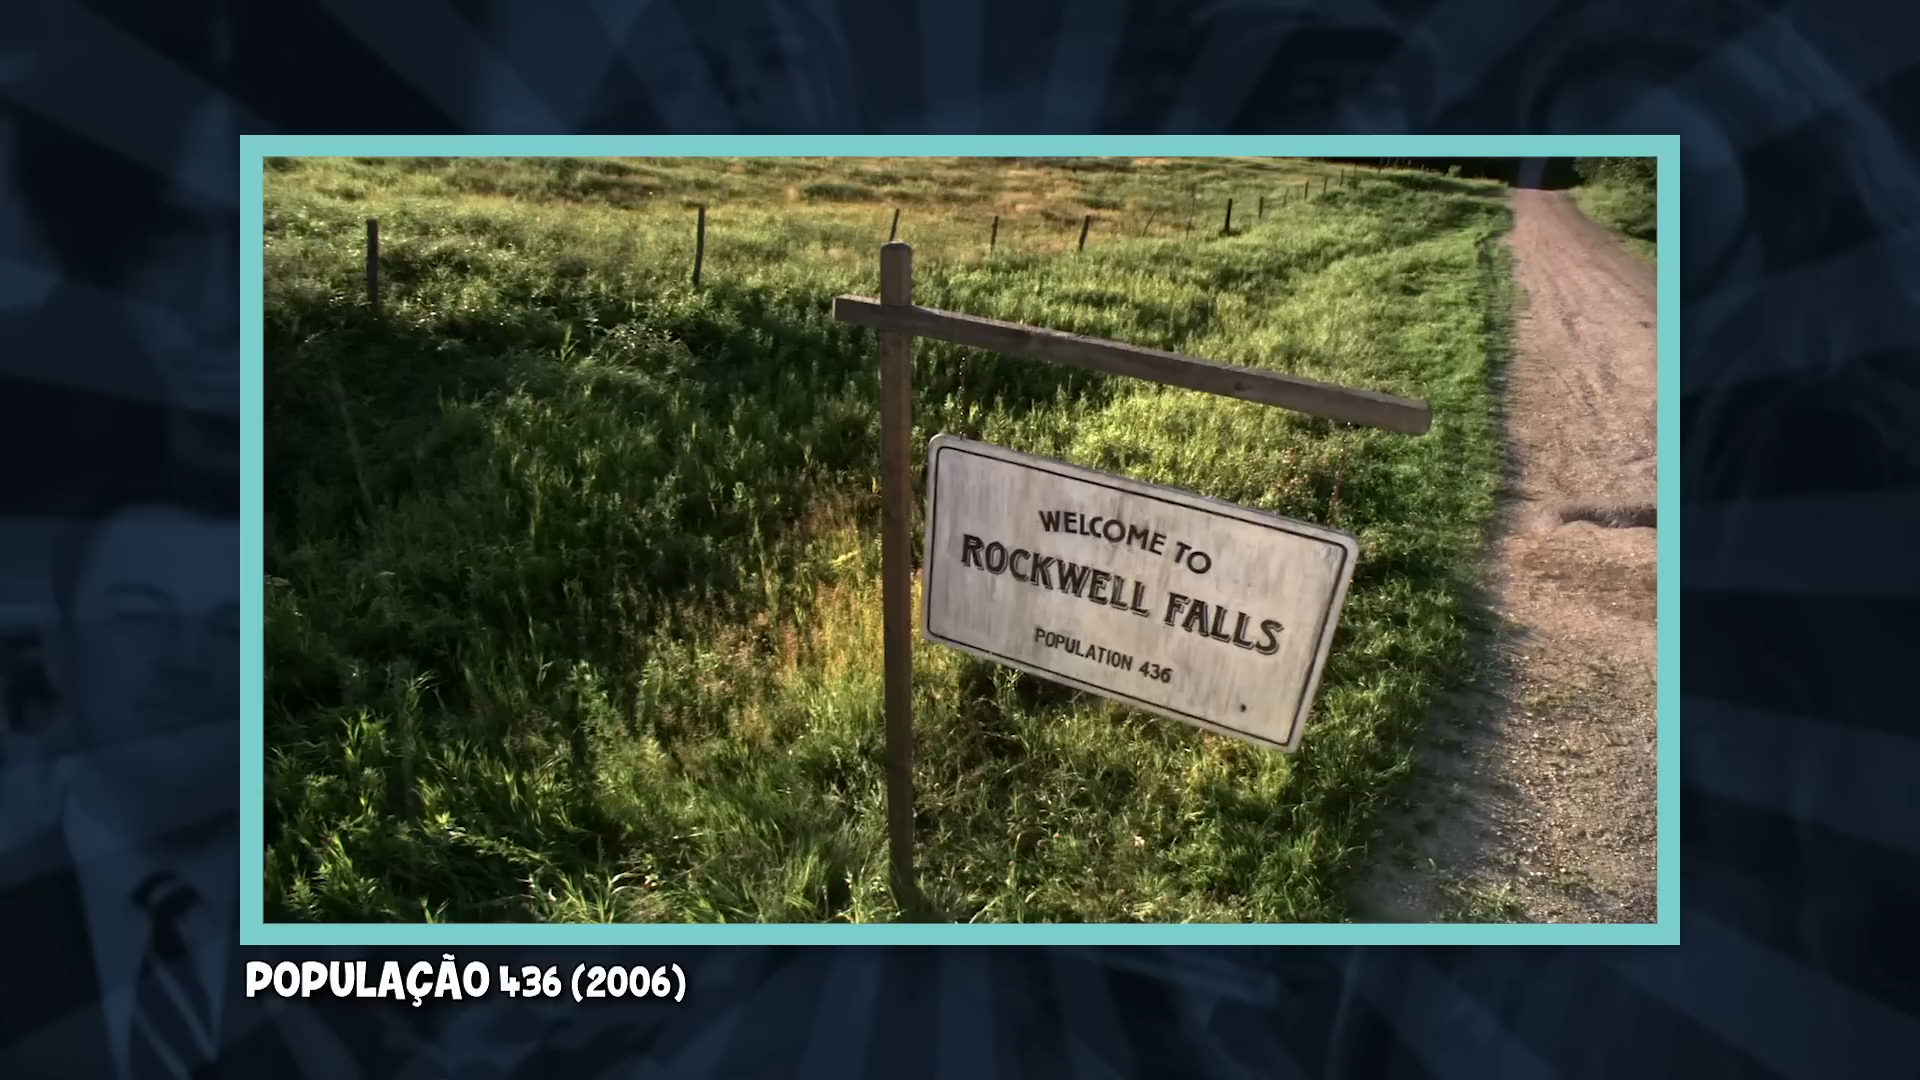 WELCOME TO
ROCKWELL FALLS
POPULATION 436
POPULAÇÃO 436 (2006)